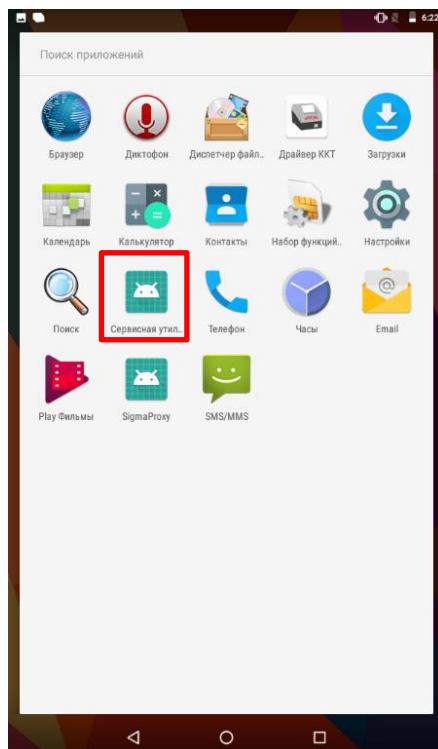 6:22
Поиск приложений
Браузер
Диктофон
Диспетчер файл..
Драйвер ККТ
Загрузки
Календарь
Калькулятор
Контакты
Набор функций..
Настройки
Поиск
Сервисная утил..
Телефон
Часы
Email
Play Фильмы
SigmaProxy
SMS/MMS